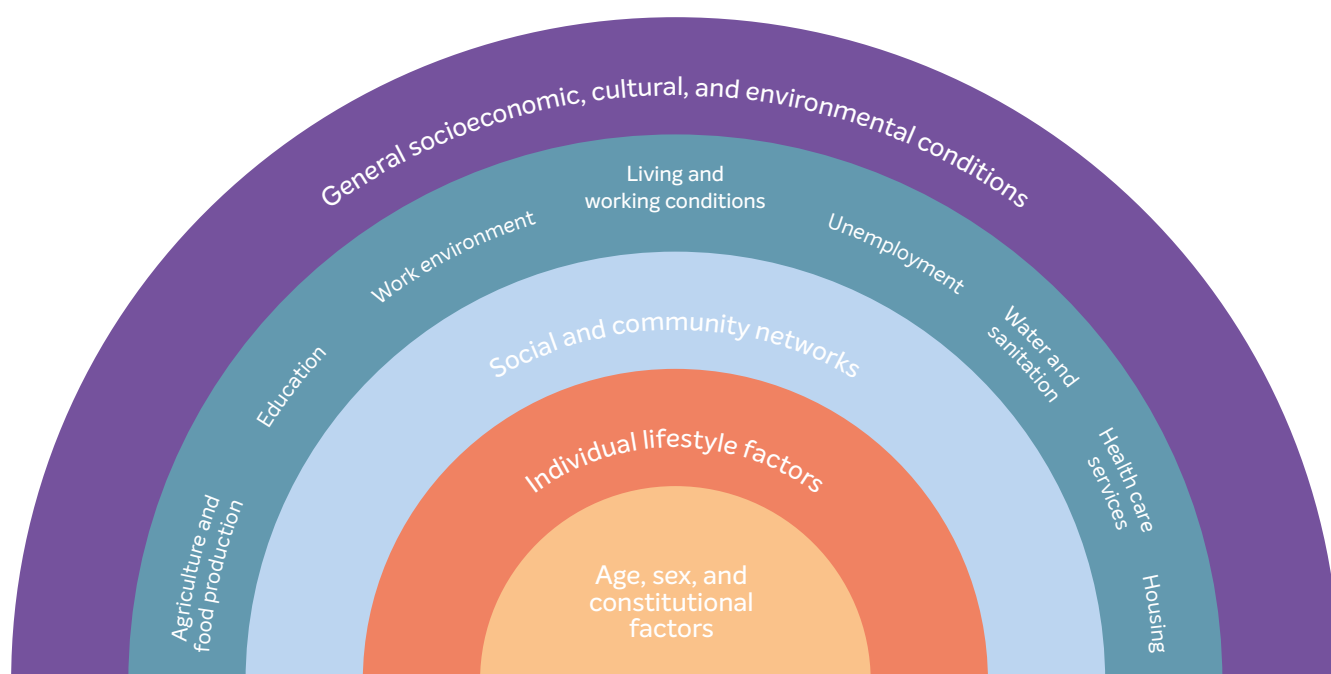 General socioeconomic, cultural, and environmental conditions
Living and
working conditions
Agriculture and
food production
Education
Work environment
Unemployment
Water and
sanitation
Health care
services
Housing
Social and community networks
Individual lifestyle factors
Age, sex, and
constitutional
factors